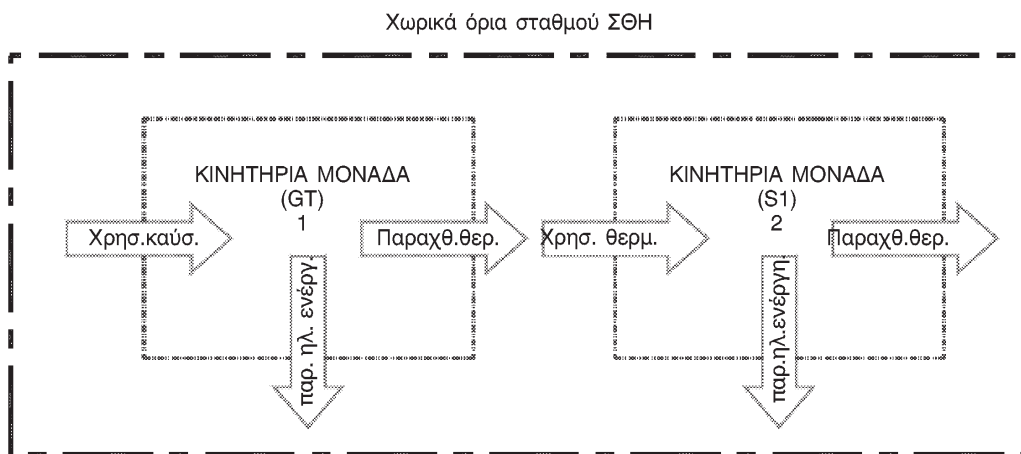 Χωρικά όρια σταθμού ΣΘΗ
ΚΙΝΗΤΗΡΙΑ ΜΟΝΑΔΑ
(GT)
1
Χρησ.καύσ.
Παραχθ.θερ.
παρ. ηλ. ενέργ.
ΚΙΝΗΤΗΡΙΑ ΜΟΝΑΔΑ
(S1)
2
Χρησ. θερμ.
Παραχθ.θερ.
παρ.ηλ.ενέργη.